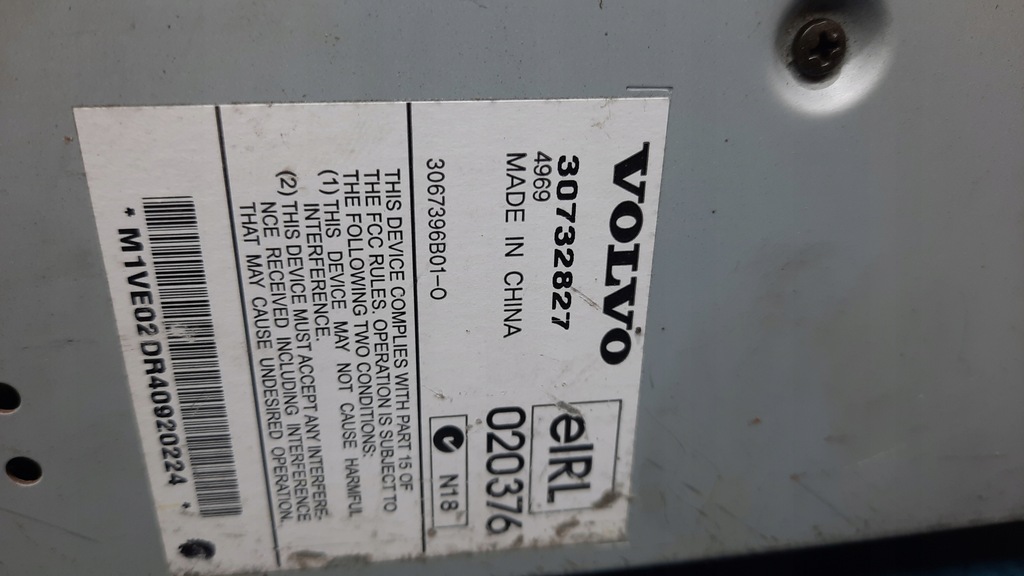 VOLVO
30732827
4969
MADE IN CHINA
eIRL
020376
3067396B01-O
N18
THIS DEVICE COMPLIES WITH PART 15 OF
THE FCC RULES. OPERATION IS SUBJECT TO
THE FOLLOWING TWO CONDITIONS:
(1) THIS DEVICE MAY NOT CAUSE HARMFUL
INTERFERENCE.
(2) THIS DEVICE MUST ACCEPT ANY INTERFERE-
NCE RECEIVED, INCLUDING INTERFERENCE
THAT MAY CAUSE UNDESIRED OPERATION.
* M1VE02DR40920224 *